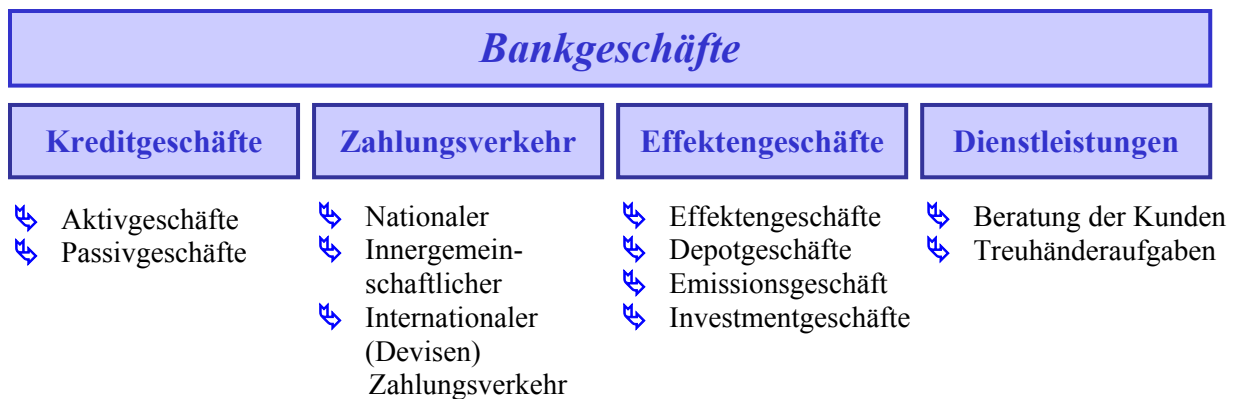 Bankgeschäfte
Kreditgeschäfte
Aktivgeschäfte
Passivgeschäfte
Zahlungsverkehr
Nationaler
Innergemein-
schaftlicher
Internationaler
(Devisen)
Zahlungsverkehr
Effektengeschäfte
Effektengeschäfte
Depotgeschäfte
Emissionsgeschäft
Investmentgeschäfte
Dienstleistungen
Beratung der Kunden
Treuhänderaufgaben